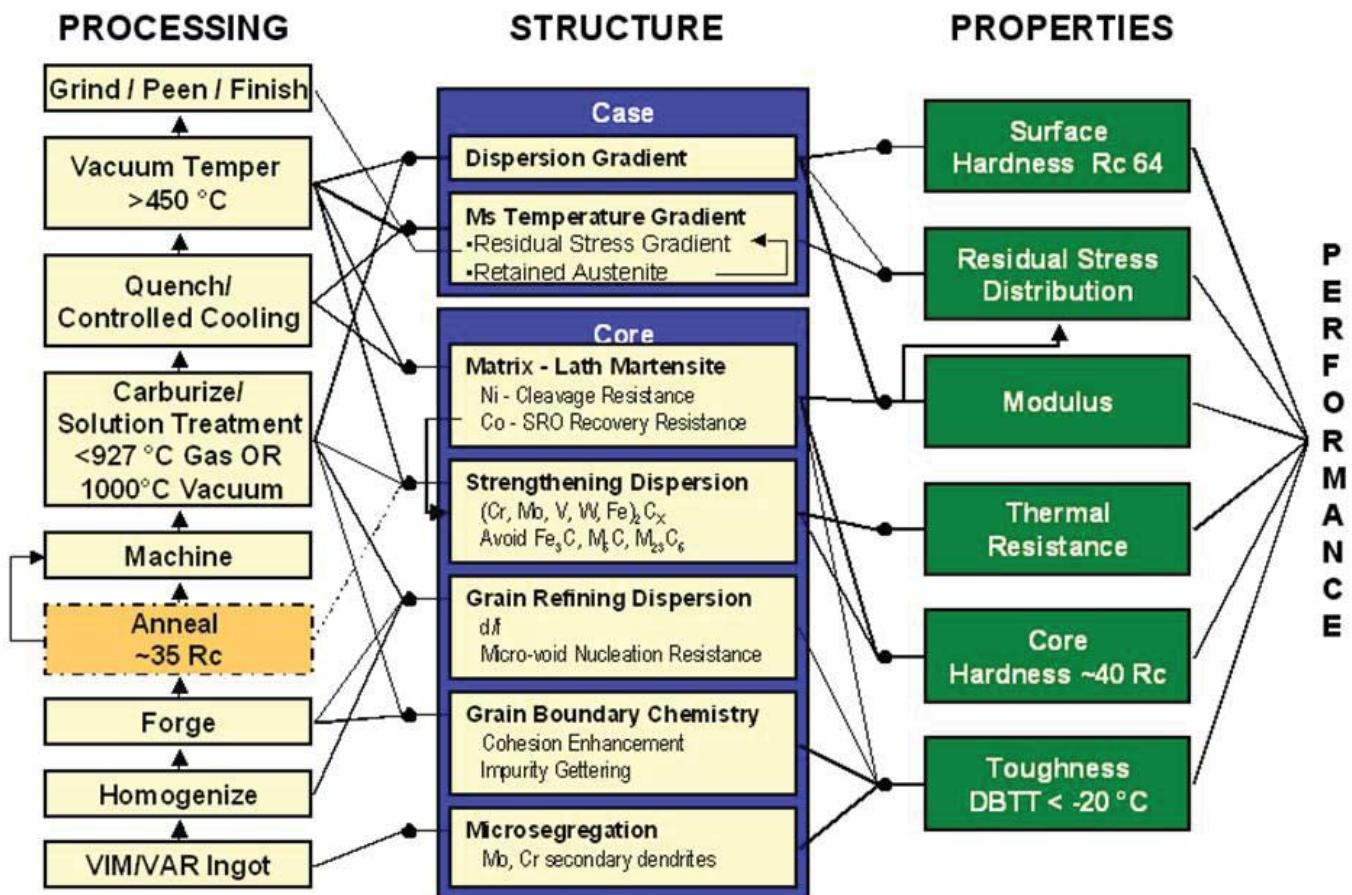 PROCESSING
Grind / Peen / Finish
Vacuum Temper
>450 °C
Quench/
Controlled Cooling
Carburize/
Solution Treatment
<927 °C Gas OR
1000°C Vacuum
Machine
Anneal
~35 Rc
Forge
Homogenize
VIM/VAR Ingot
STRUCTURE
Case
Dispersion Gradient
Ms Temperature Gradient
•Residual Stress Gradient
•Retained Austenite
Core
Matrix - Lath Martensite
Ni - Cleavage Resistance
Co - SRO Recovery Resistance
Strengthening Dispersion
(Cr, Mo, V, W, Fe)₂Cₓ
Avoid Fe₃C, M₆C, M₂₃C₆
Grain Refining Dispersion
d/f
Micro-void Nucleation Resistance
Grain Boundary Chemistry
Cohesion Enhancement
Impurity Gettering
Microsegregation
Mo, Cr secondary dendrites
PROPERTIES
Surface
Hardness Rc 64
Residual Stress
Distribution
Modulus
Thermal
Resistance
Core
Hardness ~40 Rc
Toughness
DBTT < -20 °C
PERFORMANCE